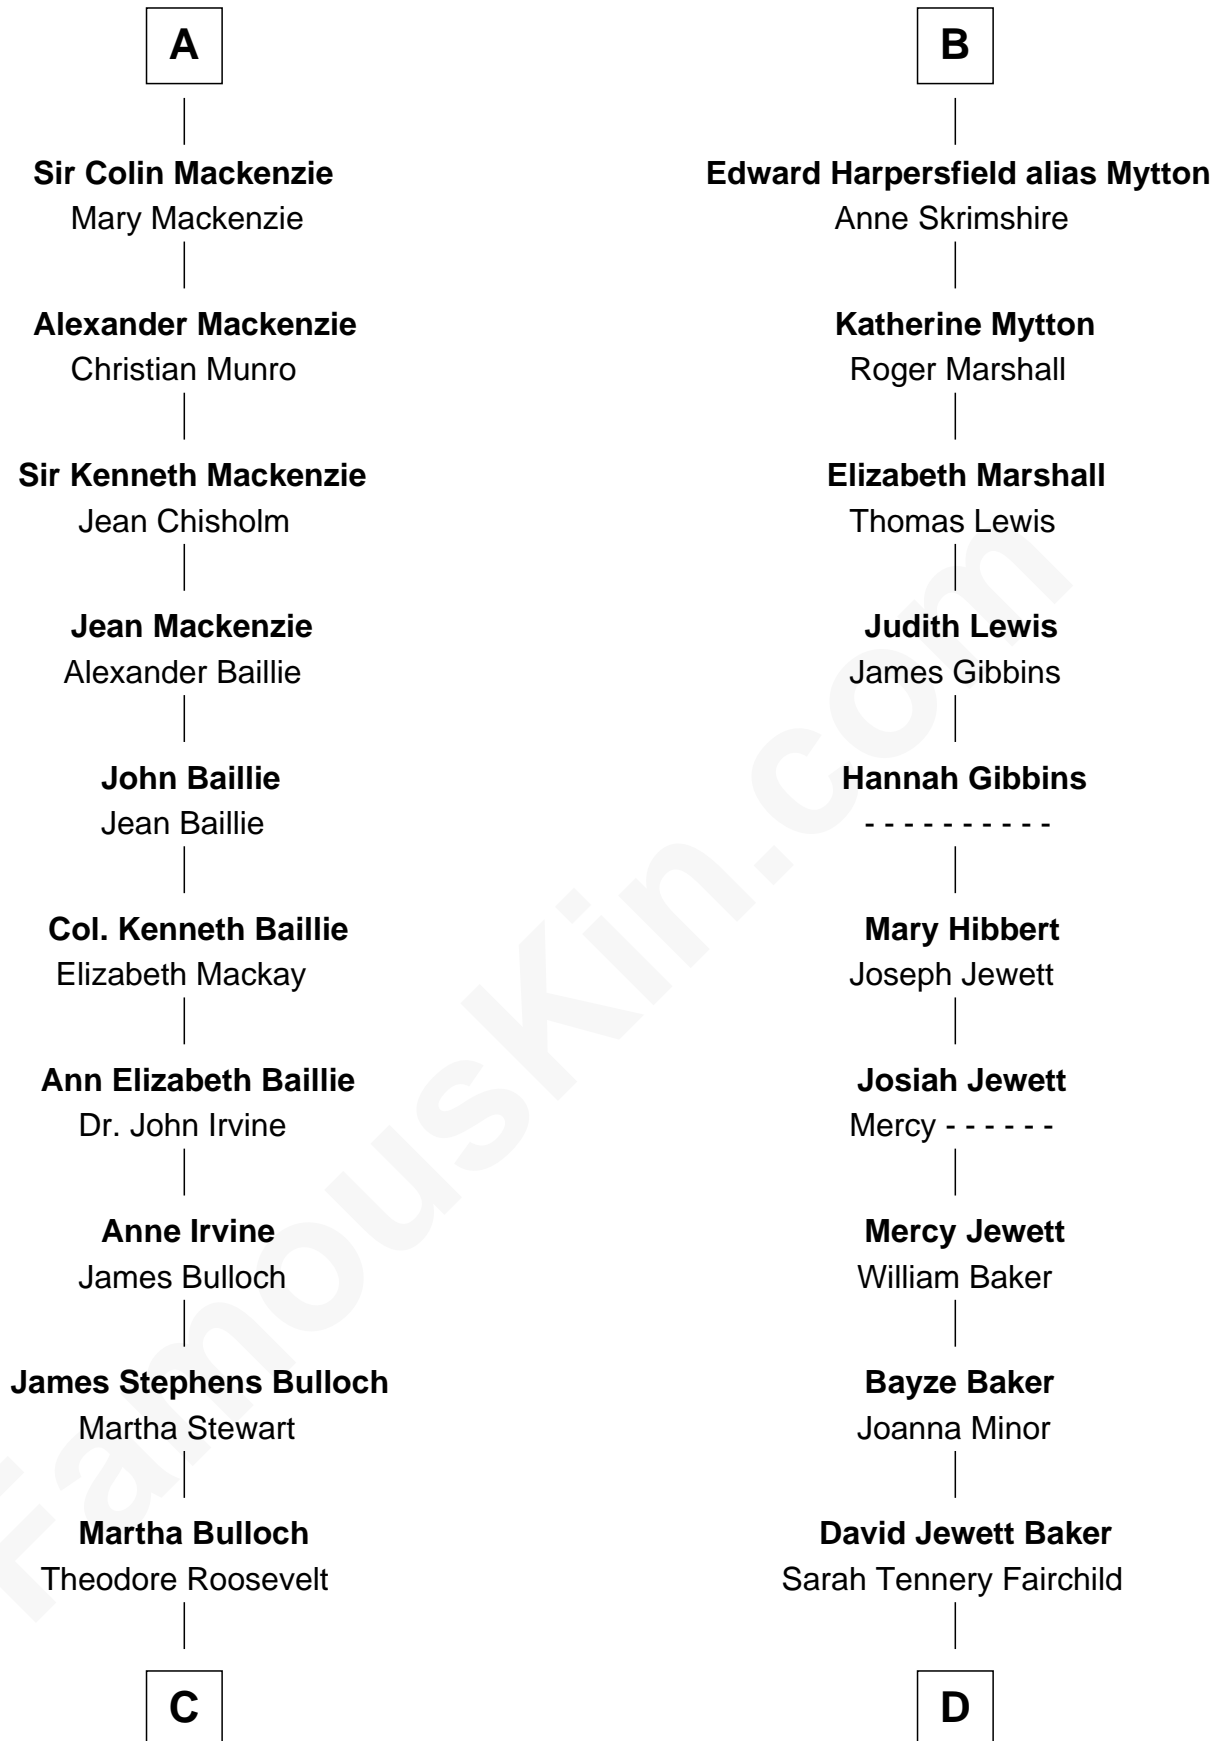 A
Sir Colin Mackenzie
Mary Mackenzie
Alexander Mackenzie
Christian Munro
Sir Kenneth Mackenzie
Jean Chisholm
Jean Mackenzie
Alexander Baillie
John Baillie
Jean Baillie
Col. Kenneth Baillie
Elizabeth Mackay
Ann Elizabeth Baillie
Dr. John Irvine
Anne Irvine
James Bulloch
James Stephens Bulloch
Martha Stewart
Martha Bulloch
Theodore Roosevelt
C
B
Edward Harpersfield alias Mytton
Anne Skrimshire
Katherine Mytton
Roger Marshall
Elizabeth Marshall
Thomas Lewis
Judith Lewis
James Gibbins
Hannah Gibbins
- - - - - - - - - -
Mary Hibbert
Joseph Jewett
Josiah Jewett
Mercy - - - - - -
Mercy Jewett
William Baker
Bayze Baker
Joanna Minor
David Jewett Baker
Sarah Tennery Fairchild
D
FamousKin.com